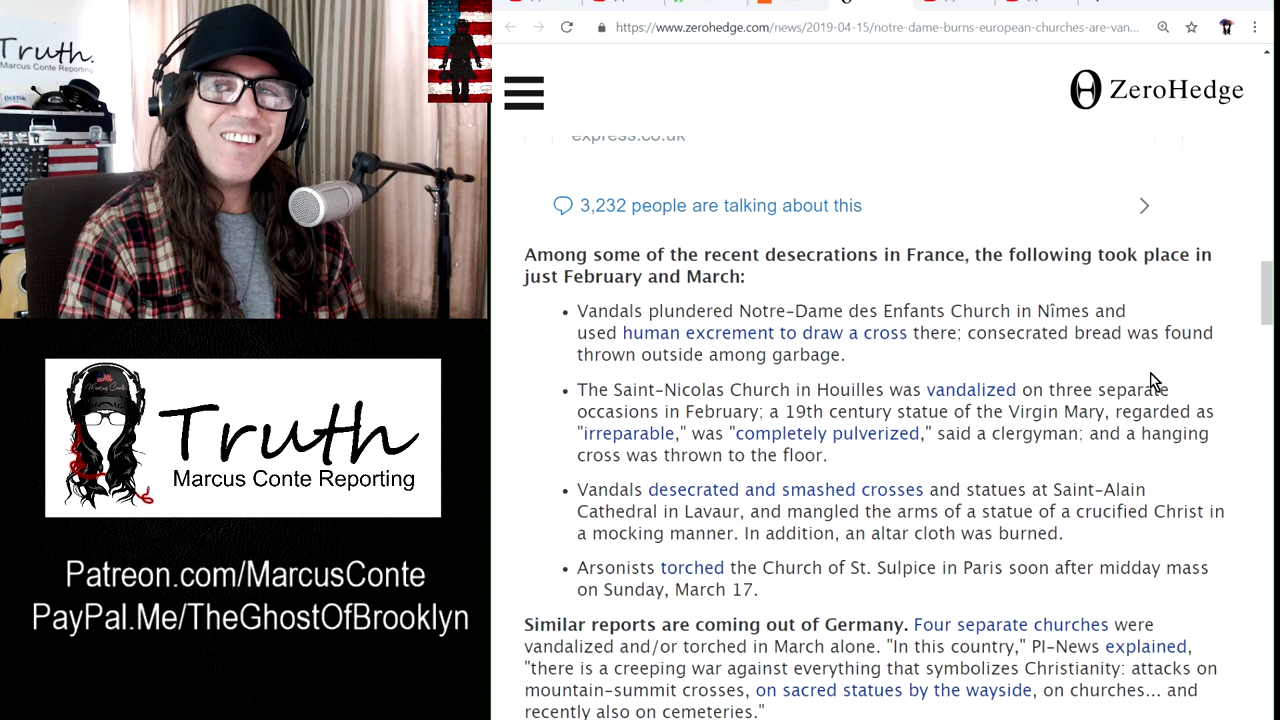 Truth.
Marcus Conte Reporting
https://www.zerohedge.com/news/2019-04-15/notre-dame-burns-european-churches-are-van...
ZeroHedge
express.co.uk
3,232 people are talking about this
Among some of the recent desecrations in France, the following took place in
just February and March:
• Vandals plundered Notre-Dame des Enfants Church in Nîmes and
used human excrement to draw a cross there; consecrated bread was found
thrown outside among garbage.
• The Saint-Nicolas Church in Houilles was vandalized on three separate
occasions in February; a 19th century statue of the Virgin Mary, regarded as
"irreparable," was "completely pulverized," said a clergyman; and a hanging
cross was thrown to the floor.
• Vandals desecrated and smashed crosses and statues at Saint-Alain
Cathedral in Lavaur, and mangled the arms of a statue of a crucified Christ in
a mocking manner. In addition, an altar cloth was burned.
• Arsonists torched the Church of St. Sulpice in Paris soon after midday mass
on Sunday, March 17.
Similar reports are coming out of Germany. Four separate churches were
vandalized and/or torched in March alone. "In this country," PI-News explained,
"there is a creeping war against everything that symbolizes Christianity: attacks on
mountain-summit crosses, on sacred statues by the wayside, on churches... and
recently also on cemeteries."
Truth
Marcus Conte Reporting
Patreon.com/MarcusConte
PayPal.Me/TheGhostOfBrooklyn